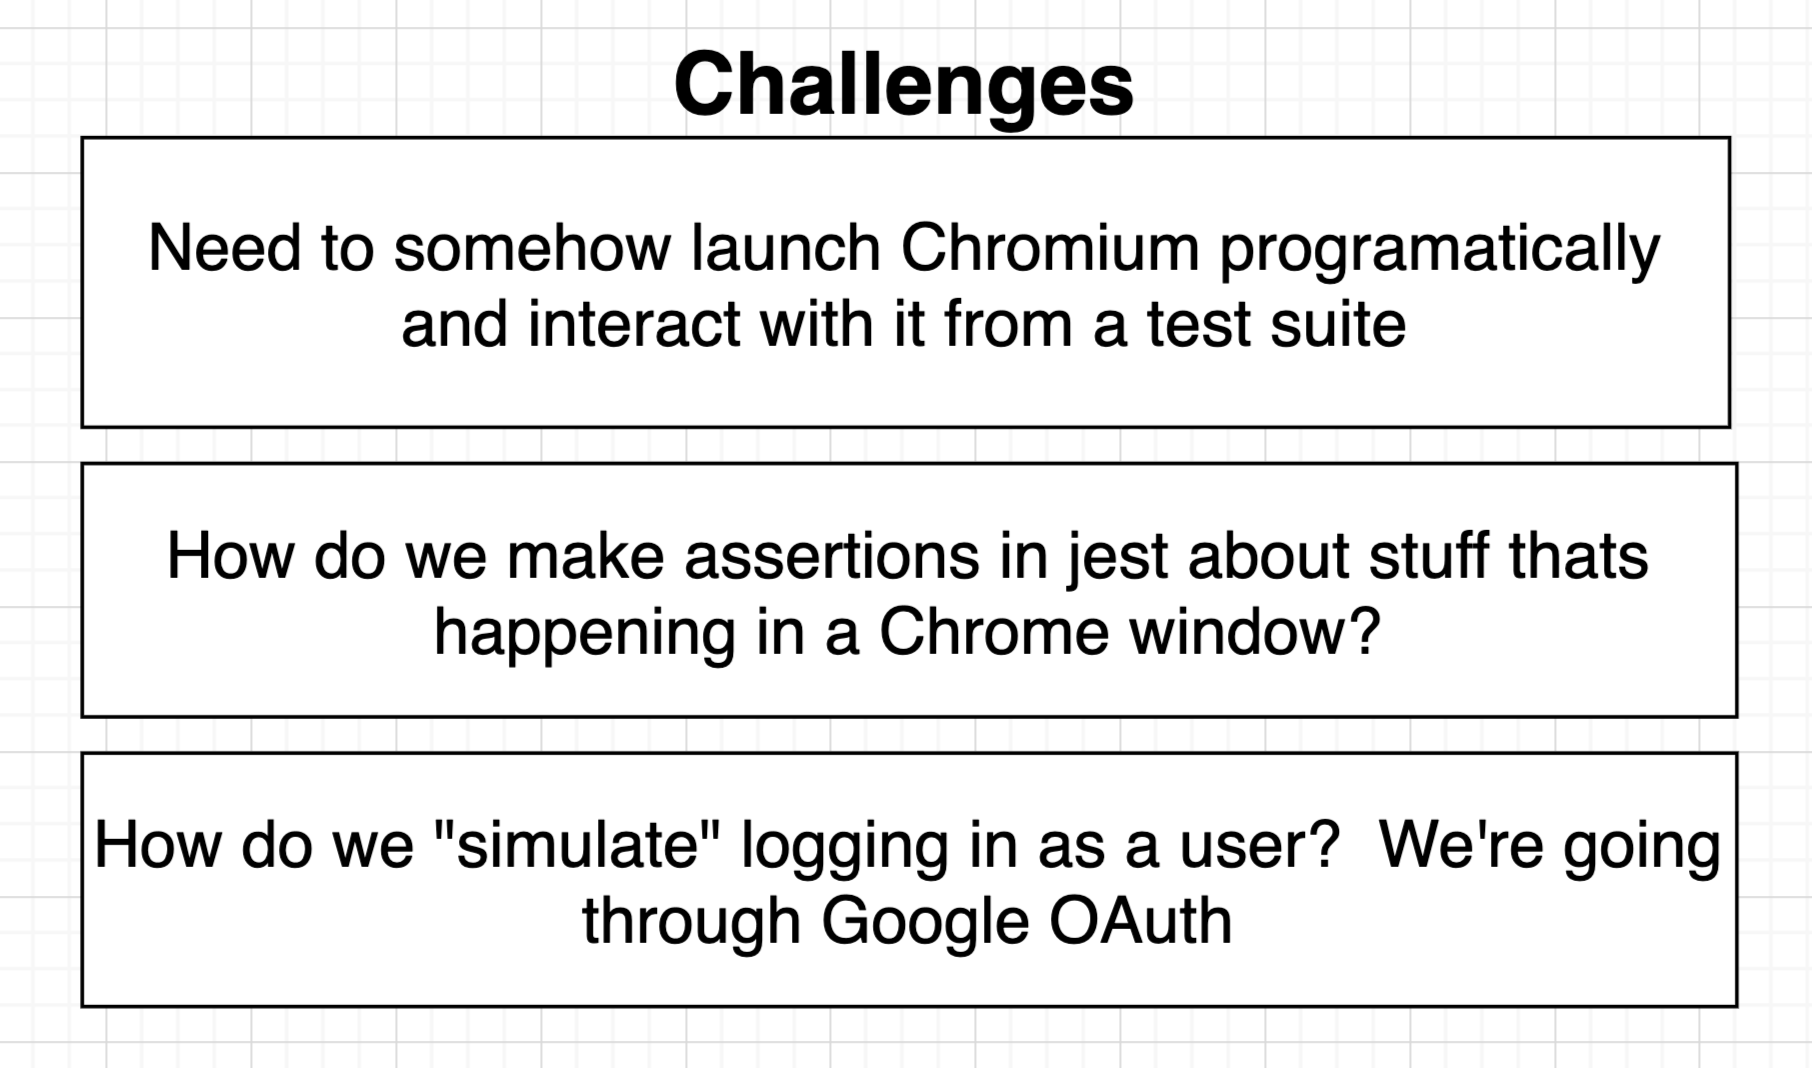 Challenges
Need to somehow launch Chromium programatically
and interact with it from a test suite
How do we make assertions in jest about stuff thats
happening in a Chrome window?
How do we "simulate" logging in as a user?  We're going
through Google OAuth